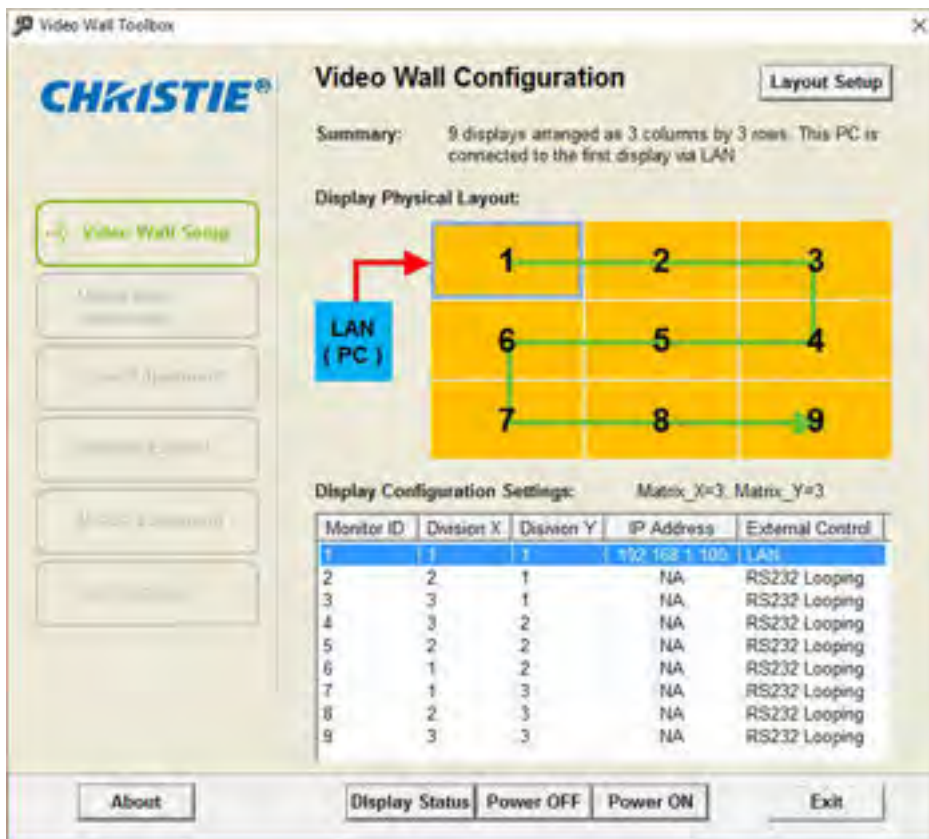 Video Wall Toolbox
CHRISTIE®
Video Wall Configuration
Layout Setup
Summary: 9 displays arranged as 3 columns by 3 rows. This PC is
connected to the first display via LAN
Display Physical Layout:
Video Wall Setup
1 2 3
LAN
( PC )
6 5 4
7 8 9
Display Configuration Settings: Matrix_X=3, Matrix_Y=3
Monitor ID Division X Division Y IP Address External Control
1 1 1 192.168.1.100 LAN
2 2 1 NA RS232 Looping
3 3 1 NA RS232 Looping
4 3 2 NA RS232 Looping
5 2 2 NA RS232 Looping
6 1 2 NA RS232 Looping
7 1 3 NA RS232 Looping
8 2 3 NA RS232 Looping
9 3 3 NA RS232 Looping
About
Display Status Power OFF Power ON
Exit